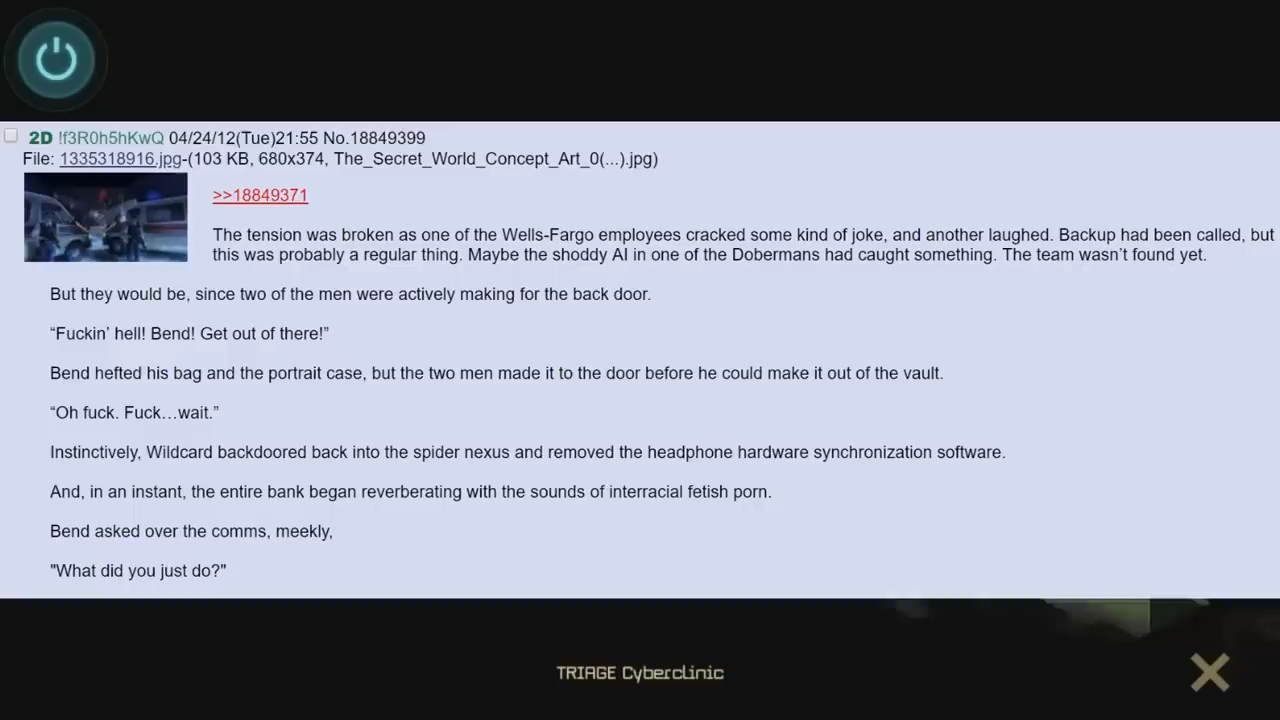 2D !f3R0h5hKwQ 04/24/12(Tue)21:55 No.18849399
File: 1335318916.jpg-(103 KB, 680x374, The_Secret_World_Concept_Art_0(...).jpg)
>>18849371
The tension was broken as one of the Wells-Fargo employees cracked some kind of joke, and another laughed. Backup had been called, but
this was probably a regular thing. Maybe the shoddy AI in one of the Dobermans had caught something. The team wasn’t found yet.
But they would be, since two of the men were actively making for the back door.
“Fuckin’ hell! Bend! Get out of there!”
Bend hefted his bag and the portrait case, but the two men made it to the door before he could make it out of the vault.
“Oh fuck. Fuck…wait.”
Instinctively, Wildcard backdoored back into the spider nexus and removed the headphone hardware synchronization software.
And, in an instant, the entire bank began reverberating with the sounds of interracial fetish porn.
Bend asked over the comms, meekly,
"What did you just do?"
TRIAGE Cyberclinic